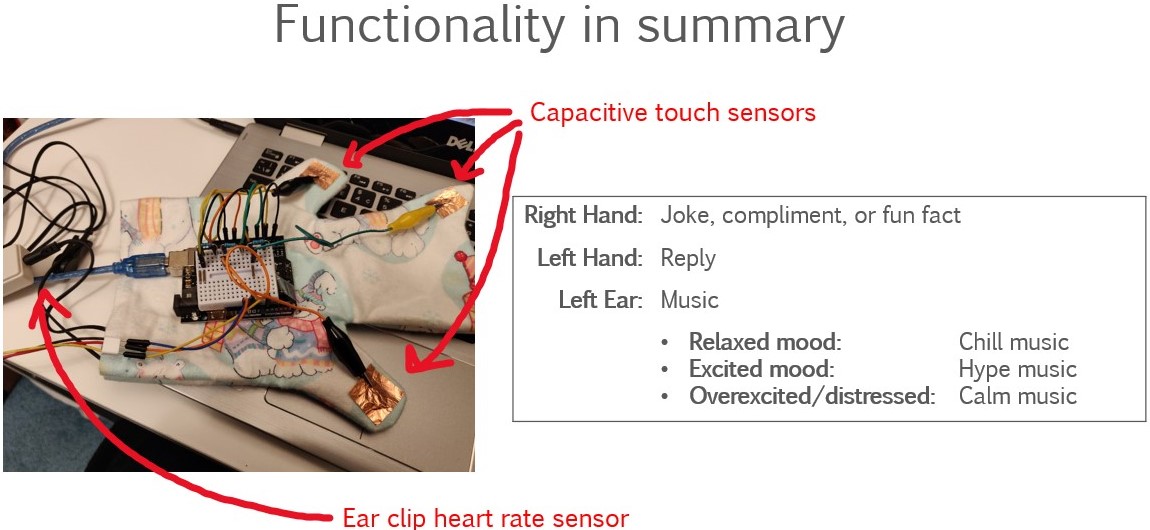 Functionality in summary
Capacitive touch sensors
DELL
Right Hand: Joke, compliment, or fun fact
Left Hand: Reply
Left Ear: Music
• Relaxed mood: Chill music
• Excited mood: Hype music
• Overexcited/distressed: Calm music
Ear clip heart rate sensor